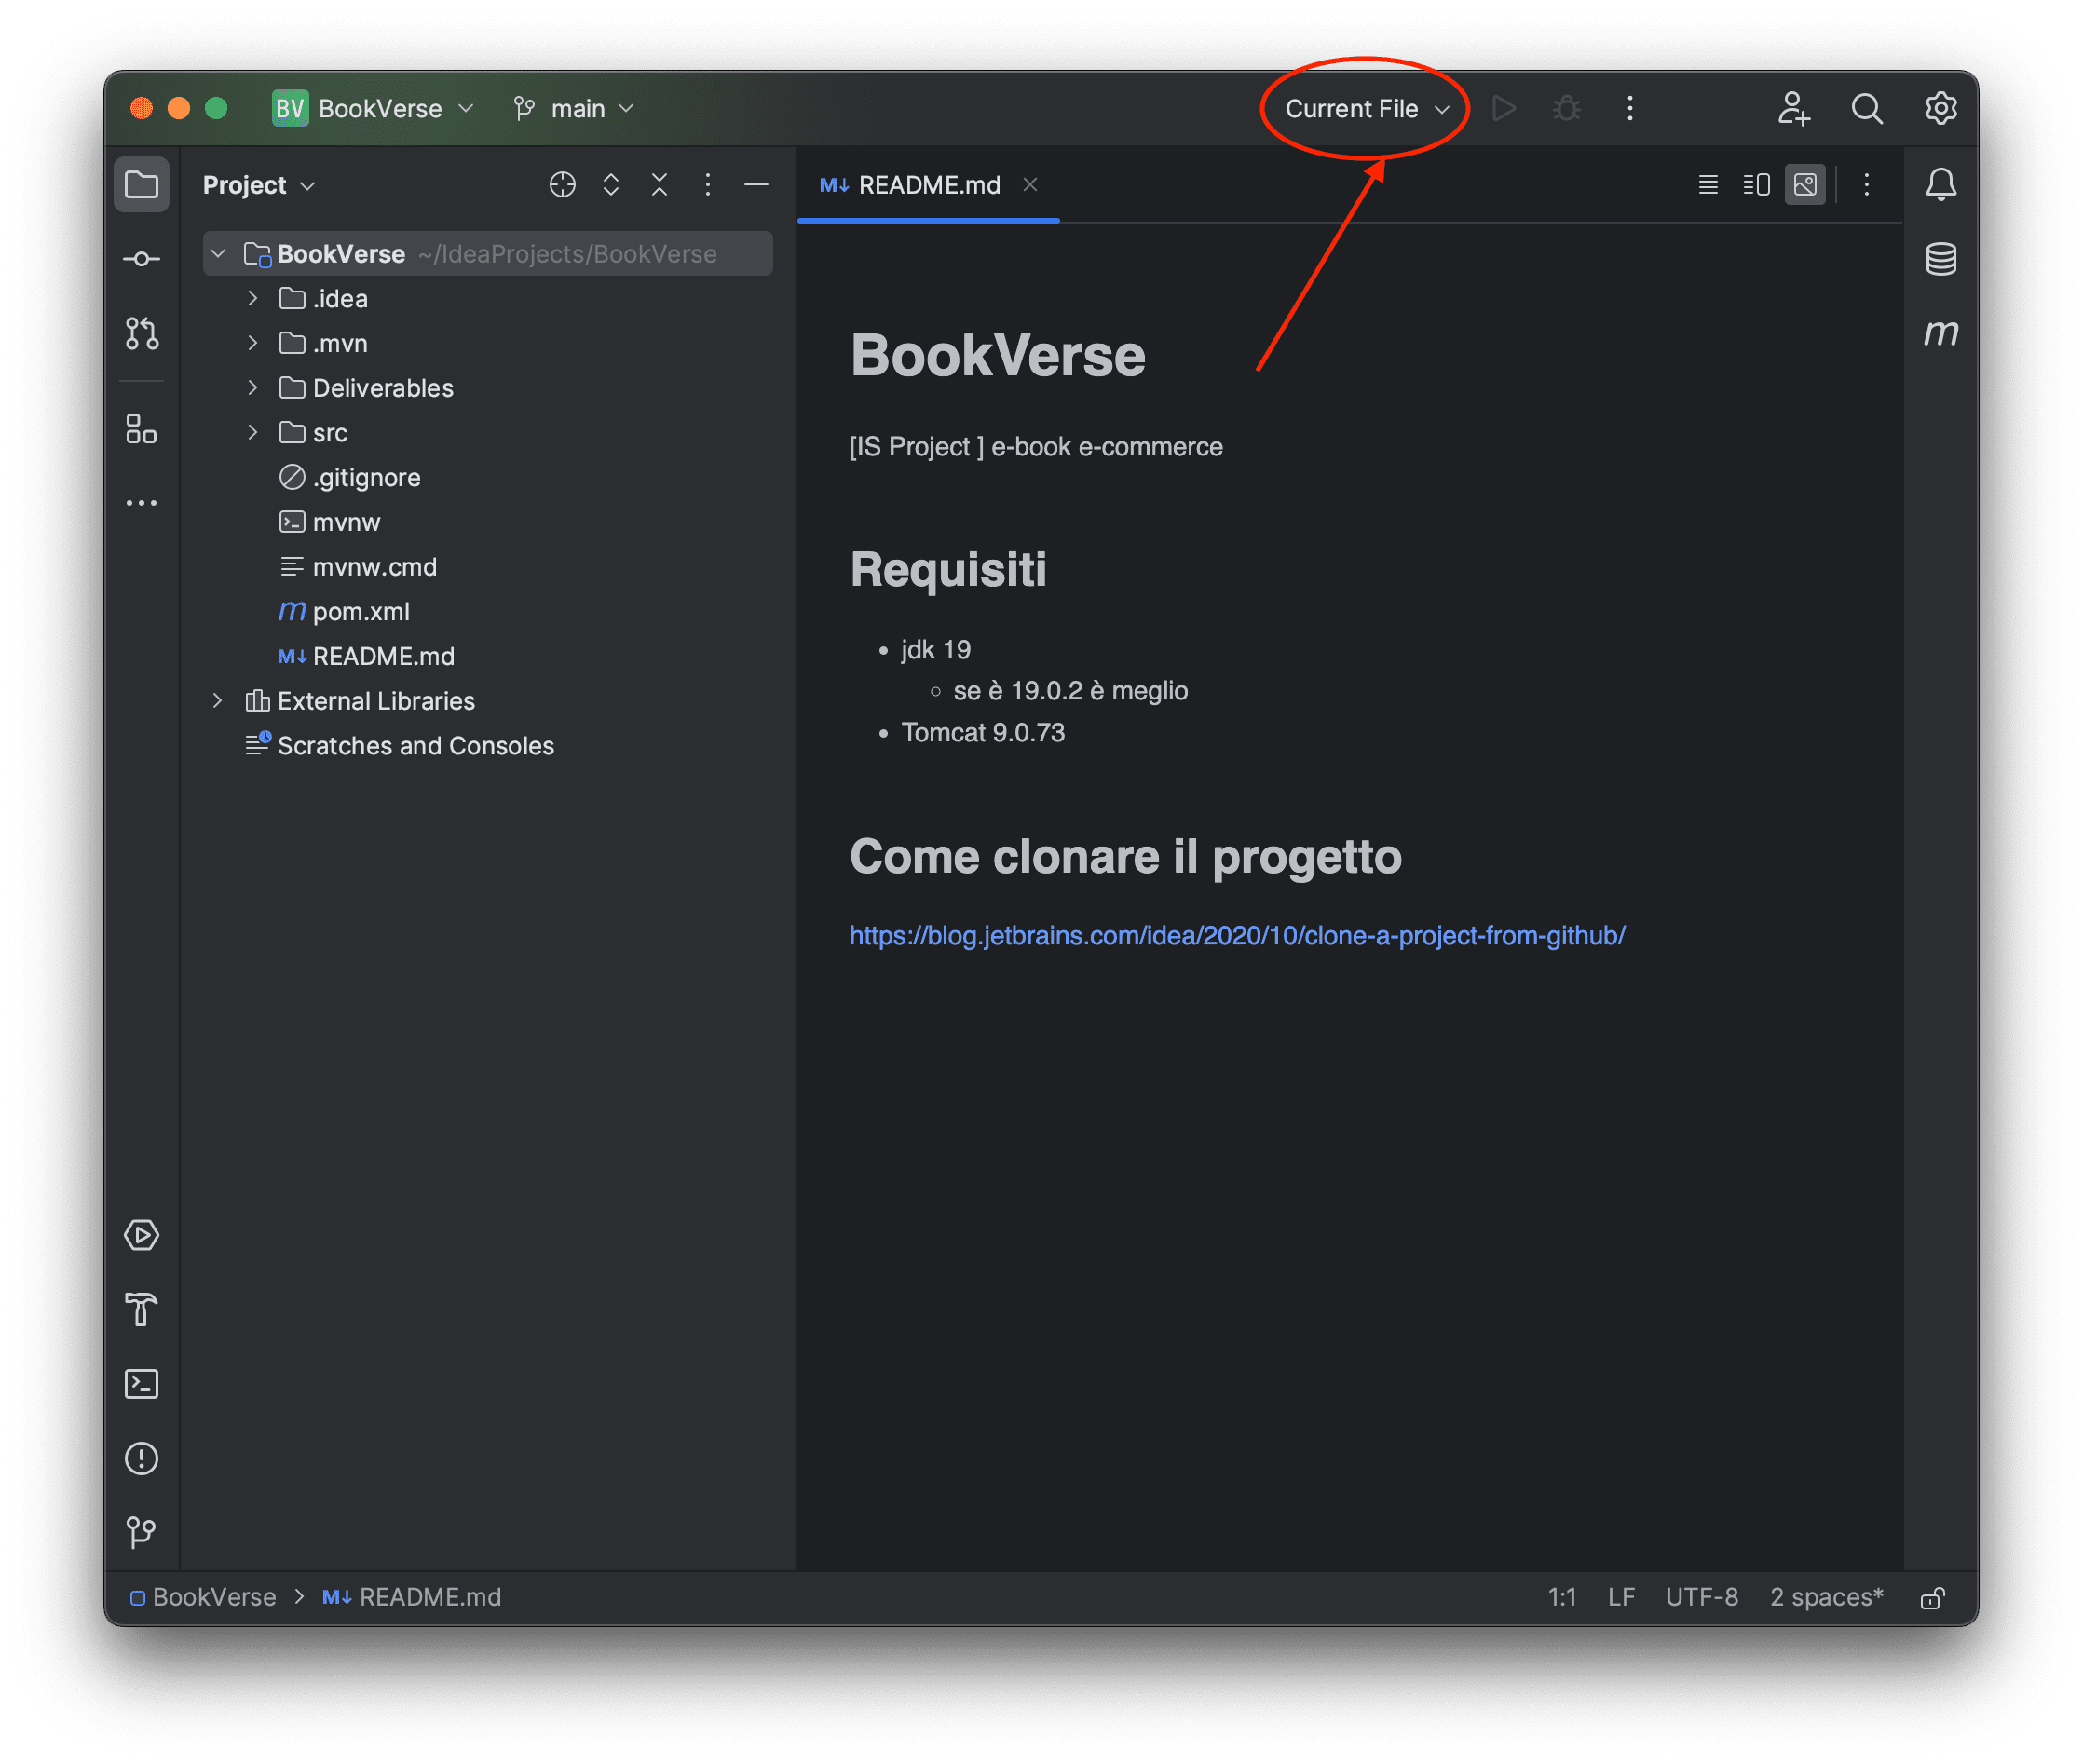 BV BookVerse main Current File
Project
M↓ README.md
BookVerse ~/IdeaProjects/BookVerse
.idea
.mvn
Deliverables
src
.gitignore
mvnw
mvnw.cmd
m pom.xml
M↓ README.md
External Libraries
Scratches and Consoles
BookVerse
[IS Project ] e-book e-commerce
Requisiti
jdk 19
se è 19.0.2 è meglio
Tomcat 9.0.73
Come clonare il progetto
https://blog.jetbrains.com/idea/2020/10/clone-a-project-from-github/
m
BookVerse > M↓ README.md
1:1 LF UTF-8 2 spaces*